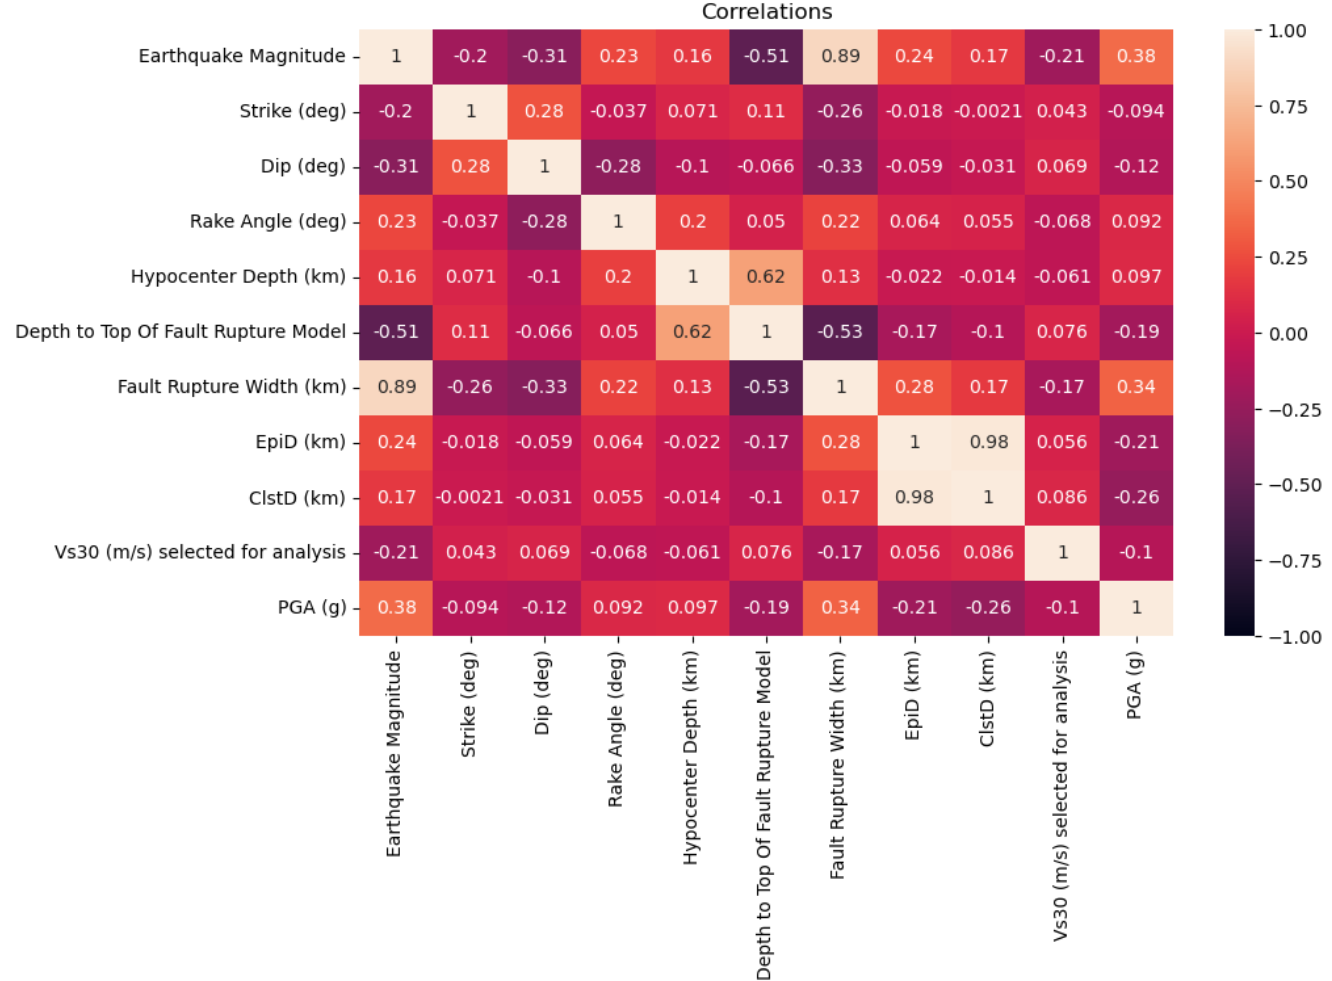 Correlations
Earthquake Magnitude 1 -0.2 -0.31 0.23 0.16 -0.51 0.89 0.24 0.17 -0.21 0.38
Strike (deg) -0.2 1 0.28 -0.037 0.071 0.11 -0.26 -0.018 -0.0021 0.043 -0.094
Dip (deg) -0.31 0.28 1 -0.28 -0.1 -0.066 -0.33 -0.059 -0.031 0.069 -0.12
Rake Angle (deg) 0.23 -0.037 -0.28 1 0.2 0.05 0.22 0.064 0.055 -0.068 0.092
Hypocenter Depth (km) 0.16 0.071 -0.1 0.2 1 0.62 0.13 -0.022 -0.014 -0.061 0.097
Depth to Top Of Fault Rupture Model -0.51 0.11 -0.066 0.05 0.62 1 -0.53 -0.17 -0.1 0.076 -0.19
Fault Rupture Width (km) 0.89 -0.26 -0.33 0.22 0.13 -0.53 1 0.28 0.17 -0.17 0.34
EpiD (km) 0.24 -0.018 -0.059 0.064 -0.022 -0.17 0.28 1 0.98 0.056 -0.21
ClstD (km) 0.17 -0.0021 -0.031 0.055 -0.014 -0.1 0.17 0.98 1 0.086 -0.26
Vs30 (m/s) selected for analysis -0.21 0.043 0.069 -0.068 -0.061 0.076 -0.17 0.056 0.086 1 -0.1
PGA (g) 0.38 -0.094 -0.12 0.092 0.097 -0.19 0.34 -0.21 -0.26 -0.1 1
Earthquake Magnitude
Strike (deg)
Dip (deg)
Rake Angle (deg)
Hypocenter Depth (km)
Depth to Top Of Fault Rupture Model
Fault Rupture Width (km)
EpiD (km)
ClstD (km)
Vs30 (m/s) selected for analysis
PGA (g)
1.00
0.75
0.50
0.25
0.00
−0.25
−0.50
−0.75
−1.00